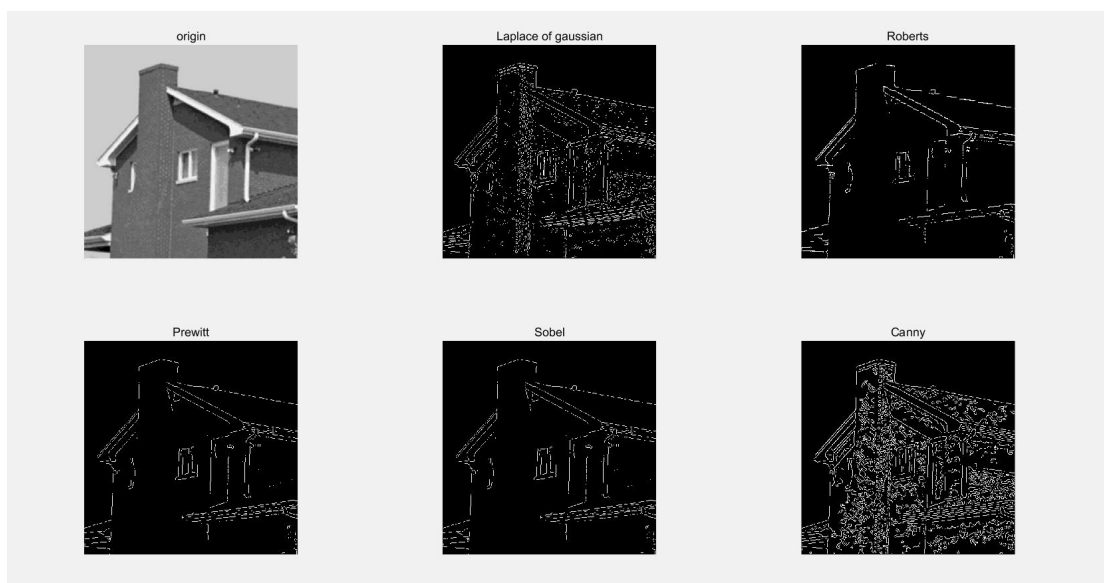 origin
Laplace of gaussian
Roberts
Prewitt
Sobel
Canny